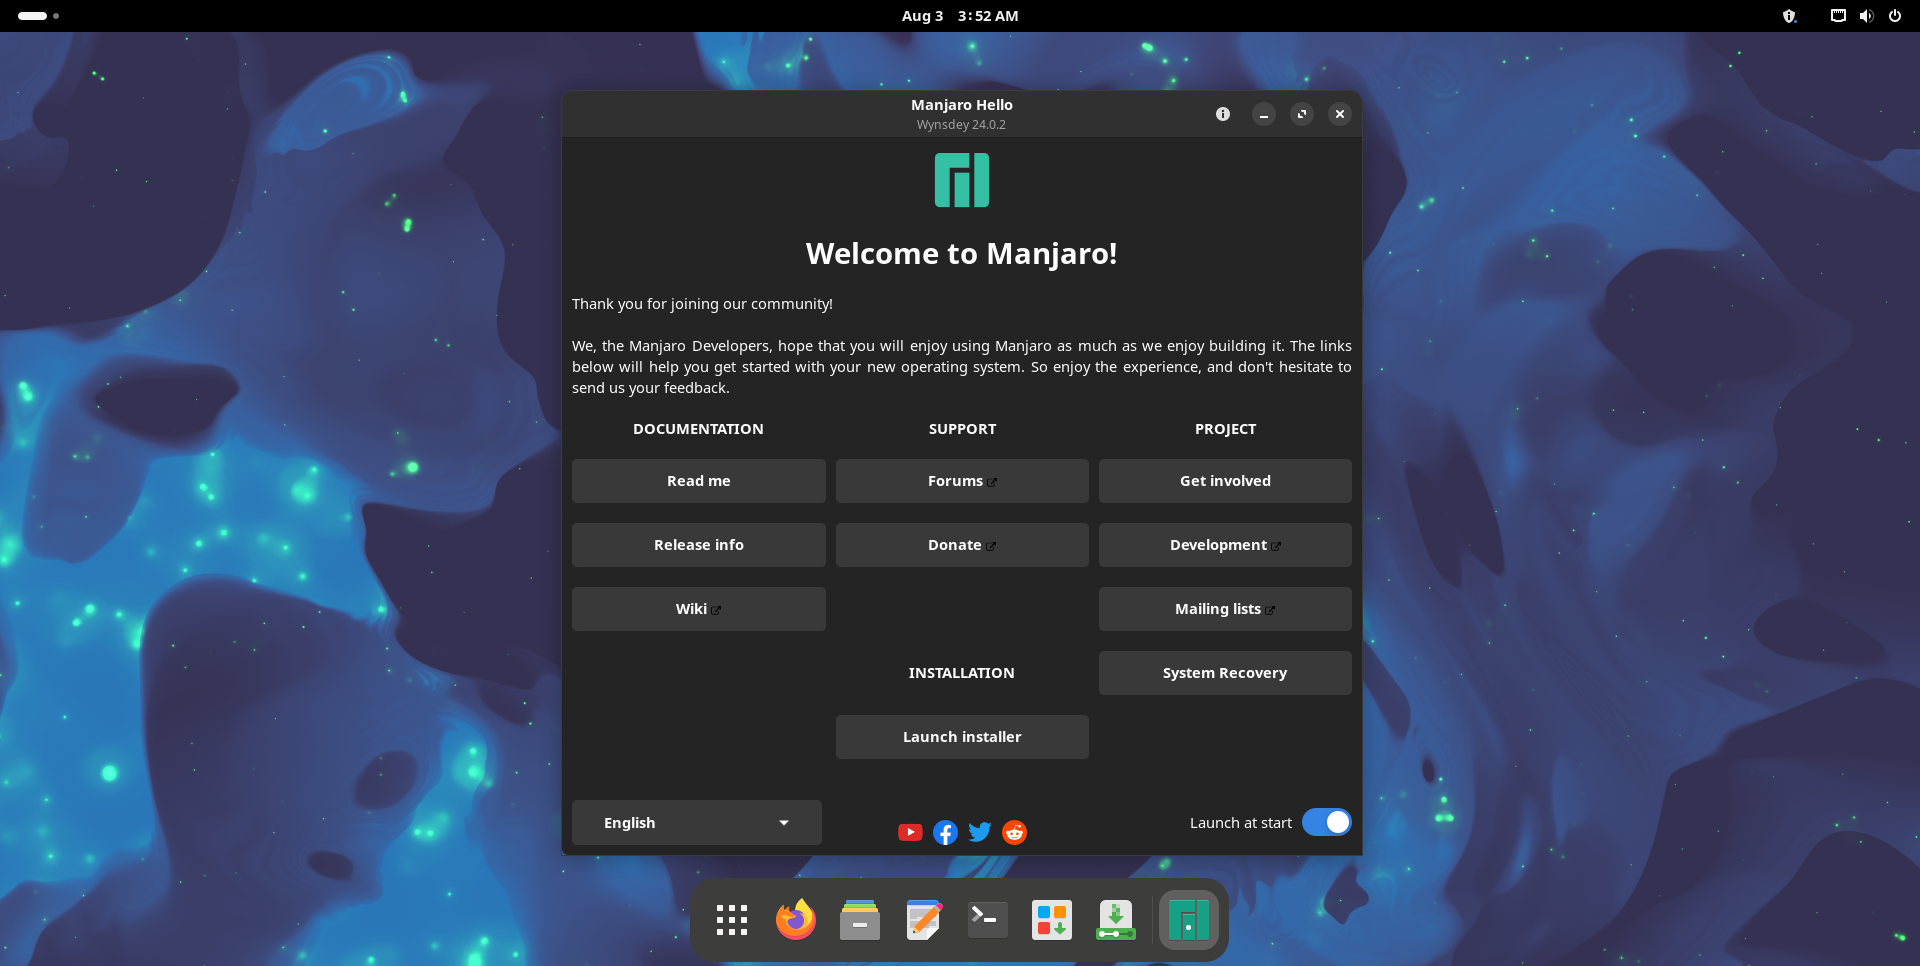 Aug 3 3:52 AM
Manjaro Hello
Wynsdey 24.0.2
Welcome to Manjaro!
Thank you for joining our community!
We, the Manjaro Developers, hope that you will enjoy using Manjaro as much as we enjoy building it. The links
below will help you get started with your new operating system. So enjoy the experience, and don't hesitate to
send us your feedback.
DOCUMENTATION SUPPORT PROJECT
Read me Forums Get involved
Release info Donate Development
Wiki Mailing lists
INSTALLATION System Recovery
Launch installer
English Launch at start